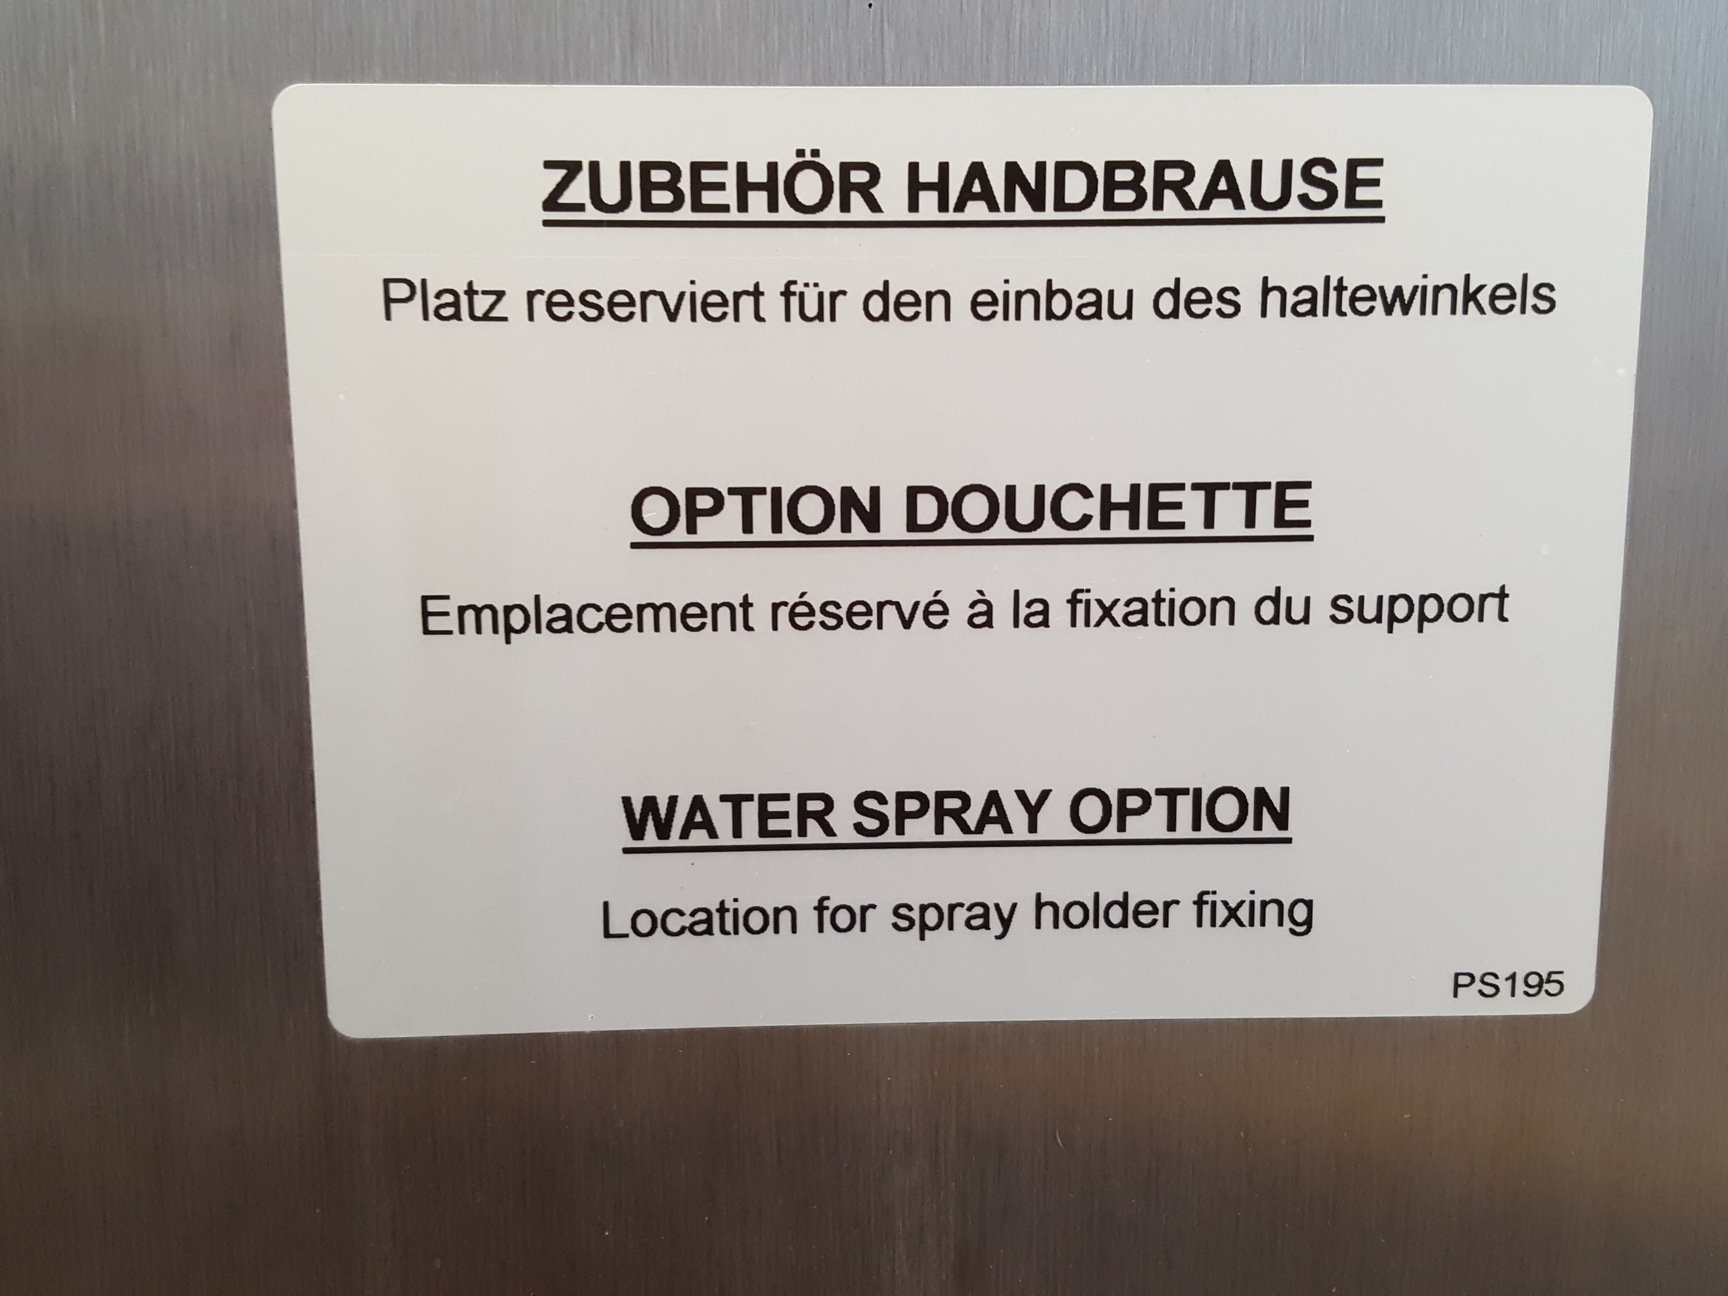 ZUBEHÖR HANDBRAUSE
Platz reserviert für den einbau des haltewinkels
OPTION DOUCHETTE
Emplacement réservé à la fixation du support
WATER SPRAY OPTION
Location for spray holder fixing
PS195